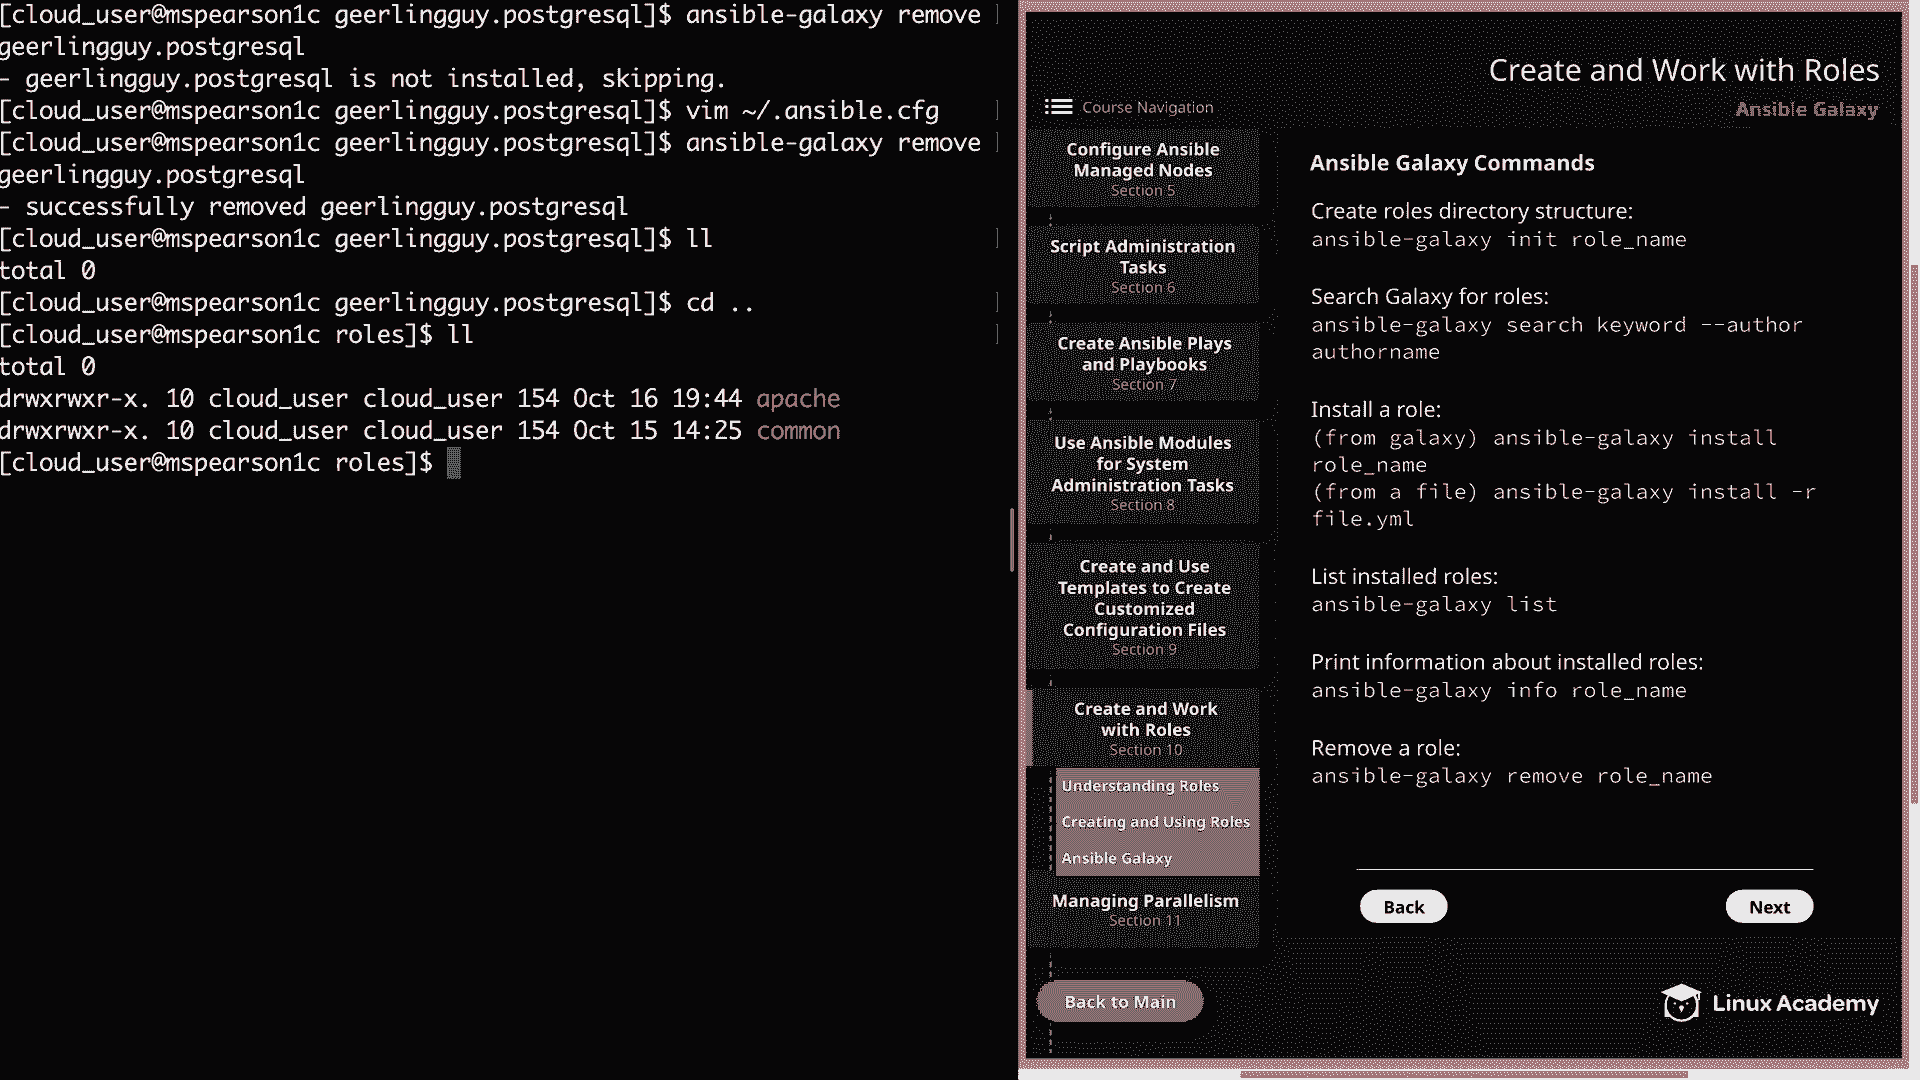 [cloud_user@mspearson1c geerlingguy.postgresql]$ ansible-galaxy remove ]
geerlingguy.postgresql
- geerlingguy.postgresql is not installed, skipping.
[cloud_user@mspearson1c geerlingguy.postgresql]$ vim ~/.ansible.cfg ]
[cloud_user@mspearson1c geerlingguy.postgresql]$ ansible-galaxy remove ]
geerlingguy.postgresql
- successfully removed geerlingguy.postgresql
[cloud_user@mspearson1c geerlingguy.postgresql]$ ll ]
total 0
[cloud_user@mspearson1c geerlingguy.postgresql]$ cd .. ]
[cloud_user@mspearson1c roles]$ ll ]
total 0
drwxrwxr-x. 10 cloud_user cloud_user 154 Oct 16 19:44 apache
drwxrwxr-x. 10 cloud_user cloud_user 154 Oct 15 14:25 common
[cloud_user@mspearson1c roles]$
Create and Work with Roles
Ansible Galaxy
Course Navigation
Configure Ansible
Managed Nodes
Section 5
Script Administration
Tasks
Section 6
Create Ansible Plays
and Playbooks
Section 7
Use Ansible Modules
for System
Administration Tasks
Section 8
Create and Use
Templates to Create
Customized
Configuration Files
Section 9
Create and Work
with Roles
Section 10
Understanding Roles
Creating and Using Roles
Ansible Galaxy
Managing Parallelism
Section 11
Back to Main
Ansible Galaxy Commands
Create roles directory structure:
ansible-galaxy init role_name
Search Galaxy for roles:
ansible-galaxy search keyword --author
authorname
Install a role:
(from galaxy) ansible-galaxy install
role_name
(from a file) ansible-galaxy install -r
file.yml
List installed roles:
ansible-galaxy list
Print information about installed roles:
ansible-galaxy info role_name
Remove a role:
ansible-galaxy remove role_name
Back
Next
Linux Academy